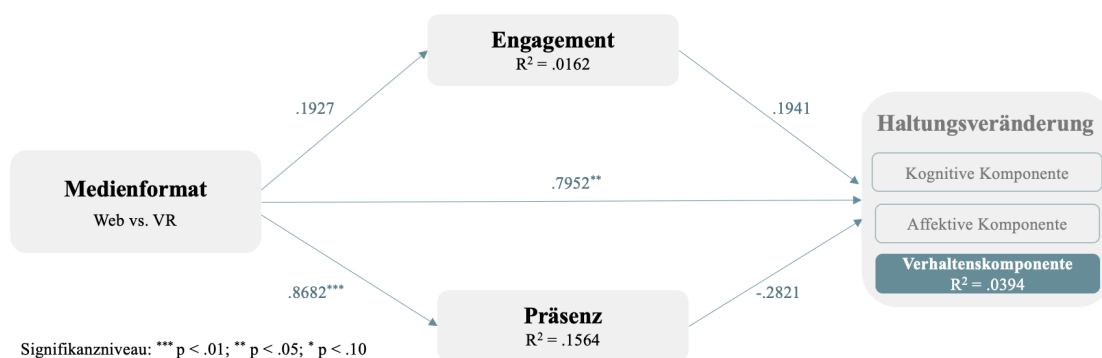 Engagement
R² = .0162
.1927
.1941
Haltungsveränderung
Kognitive Komponente
Medienformat
Web vs. VR
.7952**
Affektive Komponente
Verhaltenskomponente
R² = .0394
.8682***
-.2821
Präsenz
R² = .1564
Signifikanzniveau: *** p < .01; ** p < .05; * p < .10